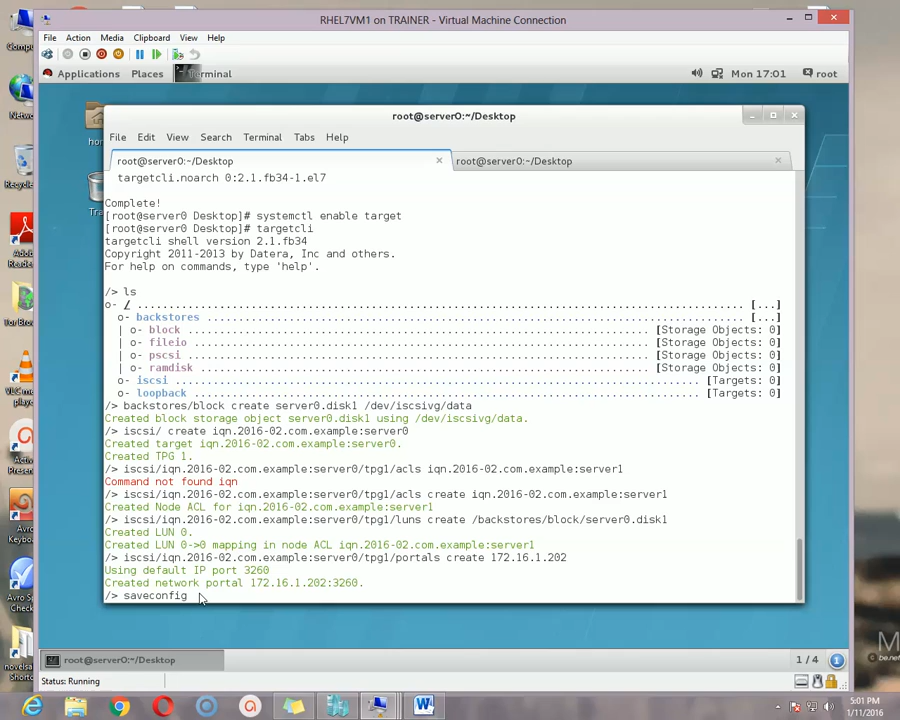 RHEL7VM1 on TRAINER - Virtual Machine Connection
File Action Media Clipboard View Help
Applications Places Terminal Mon 17:01 root
root@server0:~/Desktop
File Edit View Search Terminal Tabs Help
root@server0:~/Desktop × root@server0:~/Desktop ×
targetcli.noarch 0:2.1.fb34-1.el7
Complete!
[root@server0 Desktop]# systemctl enable target
[root@server0 Desktop]# targetcli
targetcli shell version 2.1.fb34
Copyright 2011-2013 by Datera, Inc and others.
For help on commands, type 'help'.
/> ls
o- / ..................................................................................................... [...]
o- backstores .......................................................................................... [...]
| o- block .............................................................................. [Storage Objects: 0]
| o- fileio ............................................................................. [Storage Objects: 0]
| o- pscsi .............................................................................. [Storage Objects: 0]
| o- ramdisk ............................................................................ [Storage Objects: 0]
o- iscsi ........................................................................................ [Targets: 0]
o- loopback ..................................................................................... [Targets: 0]
/> backstores/block create server0.disk1 /dev/iscsivg/data
Created block storage object server0.disk1 using /dev/iscsivg/data.
/> iscsi/ create iqn.2016-02.com.example:server0
Created target iqn.2016-02.com.example:server0.
Created TPG 1.
/> iscsi/iqn.2016-02.com.example:server0/tpg1/acls iqn.2016-02.com.example:server1
Command not found iqn
/> iscsi/iqn.2016-02.com.example:server0/tpg1/acls create iqn.2016-02.com.example:server1
Created Node ACL for iqn.2016-02.com.example:server1
/> iscsi/iqn.2016-02.com.example:server0/tpg1/luns create /backstores/block/server0.disk1
Created LUN 0.
Created LUN 0->0 mapping in node ACL iqn.2016-02.com.example:server1
/> iscsi/iqn.2016-02.com.example:server0/tpg1/portals create 172.16.1.202
Using default IP port 3260
Created network portal 172.16.1.202:3260.
/> saveconfig
root@server0:~/Desktop 1 / 4
Status: Running
5:01 PM
1/11/2016